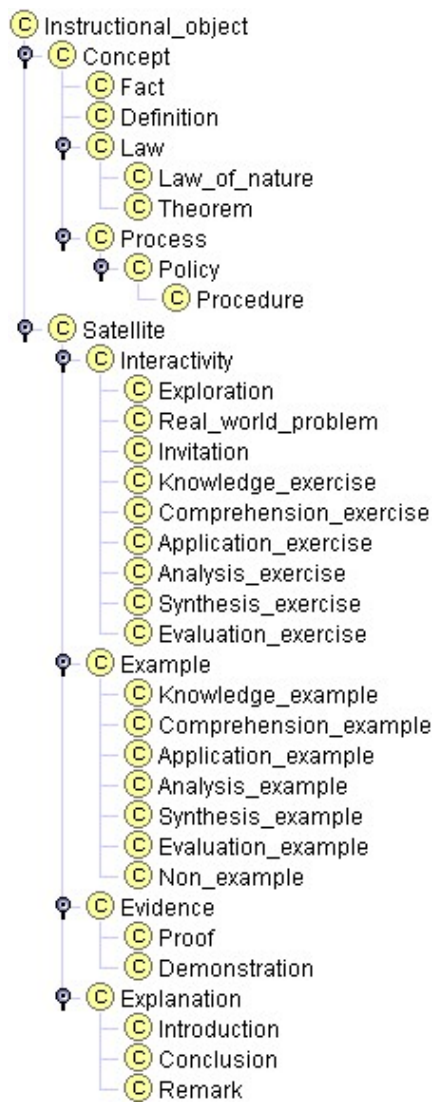 C Instructional_object
C Concept
C Fact
C Definition
C Law
C Law_of_nature
C Theorem
C Process
C Policy
C Procedure
C Satellite
C Interactivity
C Exploration
C Real_world_problem
C Invitation
C Knowledge_exercise
C Comprehension_exercise
C Application_exercise
C Analysis_exercise
C Synthesis_exercise
C Evaluation_exercise
C Example
C Knowledge_example
C Comprehension_example
C Application_example
C Analysis_example
C Synthesis_example
C Evaluation_example
C Non_example
C Evidence
C Proof
C Demonstration
C Explanation
C Introduction
C Conclusion
C Remark